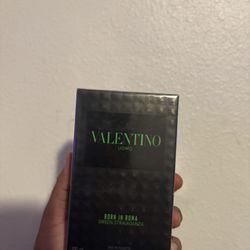 VALENTINO
UOMO
BORN IN ROMA
GREEN STRAVAGANZA